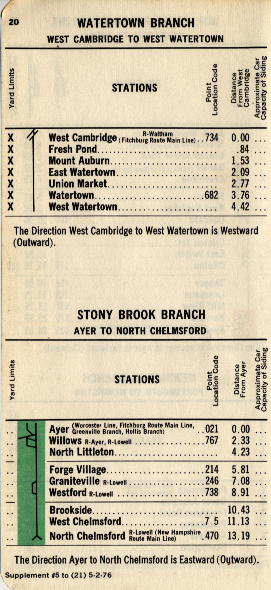 20
WATERTOWN BRANCH
WEST CAMBRIDGE TO WEST WATERTOWN
Yard Limits STATIONS Point Location Code Distance From West Cambridge Approximate Car Capacity of Siding
X West Cambridge R-Waltham (Fitchburg Route Main Line) .. 734 0.00 ...
X Fresh Pond .84 ...
X Mount Auburn 1.53 ...
X East Watertown 2.09 ...
X Union Market 2.77 ...
X Watertown 682 3.76 ...
X West Watertown 4.42 ...
The Direction West Cambridge to West Watertown is Westward
(Outward).
STONY BROOK BRANCH
AYER TO NORTH CHELMSFORD
Yard Limits STATIONS Point Location Code Distance From Ayer Approximate Car Capacity of Siding
.. Ayer (Worcester Line, Fitchburg Route Main Line, Greenville Branch, Hollis Branch) .. 021 0.00 ...
.. Willows R-Ayer, R-Lowell 767 2.33 ...
.. North Littleton 4.23 ...
.. Forge Village 214 5.81 ...
.. Graniteville R-Lowell 246 7.08 ...
.. Westford R-Lowell 738 8.91 ...
.. Brookside 10.43 ...
.. West Chelmsford 7 5 11.13 ...
.. North Chelmsford R-Lowell (New Hampshire Route Main Line) .470 13.19 ...
The Direction Ayer to North Chelmsford is Eastward (Outward).
Supplement #5 to (21) 5-2-76